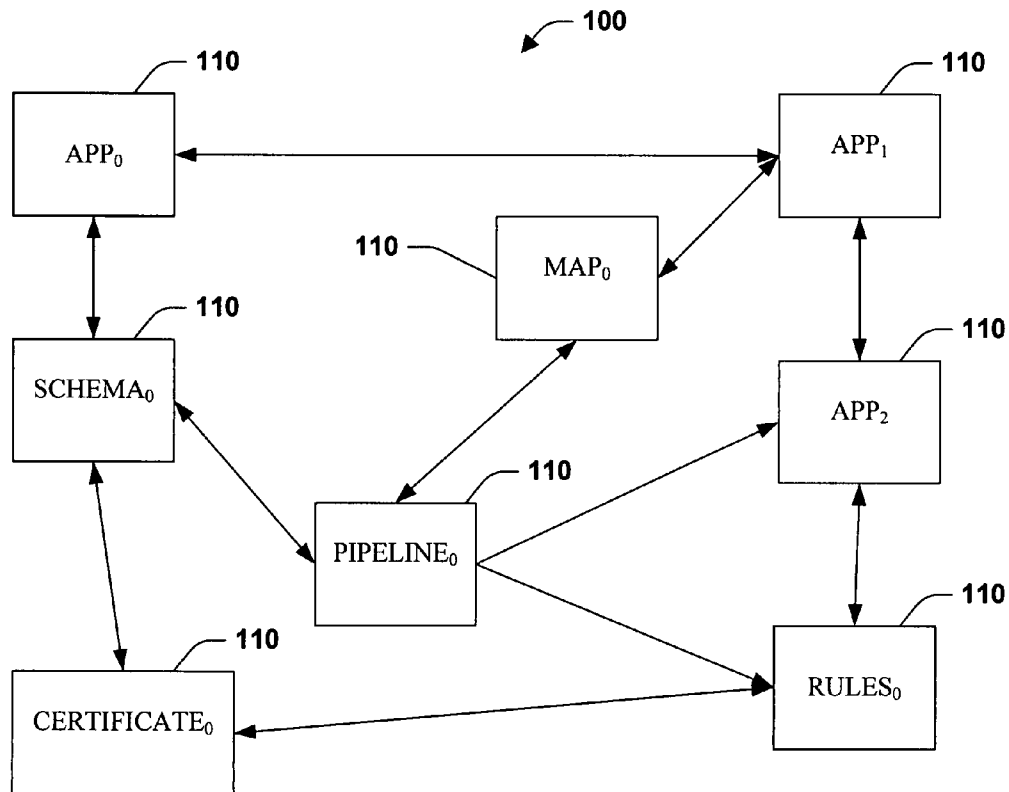 100
110
110
APP₀
APP₁
110
MAP₀
110
110
SCHEMA₀
APP₂
110
PIPELINE₀
110
110
CERTIFICATE₀
RULES₀